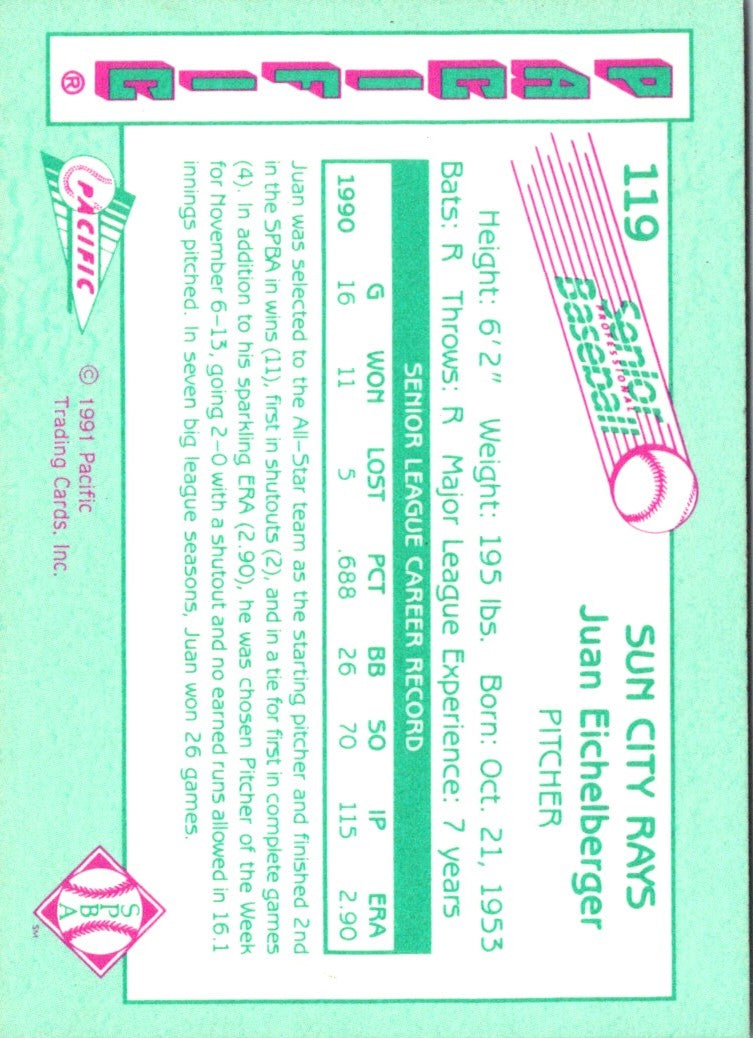 PACIFIC®
119
Senior
PROFESSIONAL
Baseball
SUN CITY RAYS
Juan Eichelberger
PITCHER
Height: 6'2" Weight: 195 lbs. Born: Oct. 21, 1953
Bats: R Throws: R Major League Experience: 7 years
SENIOR LEAGUE CAREER RECORD
G WON LOST PCT BB SO IP ERA
1990 16 11 5 .688 26 70 115 2.90
Juan was selected to the All-Star team as the starting pitcher and finished 2nd
in the SPBA in wins (11), first in shutouts (2), and in a tie for first in complete games
(4). In addition to his sparkling ERA (2.90), he was chosen Pitcher of the Week
for November 6-13, going 2-0 with a shutout and no earned runs allowed in 16.1
innings pitched. In seven big league seasons, Juan won 26 games.
PACIFIC
© 1991 Pacific
Trading Cards, Inc.
S
P
B
A
SM